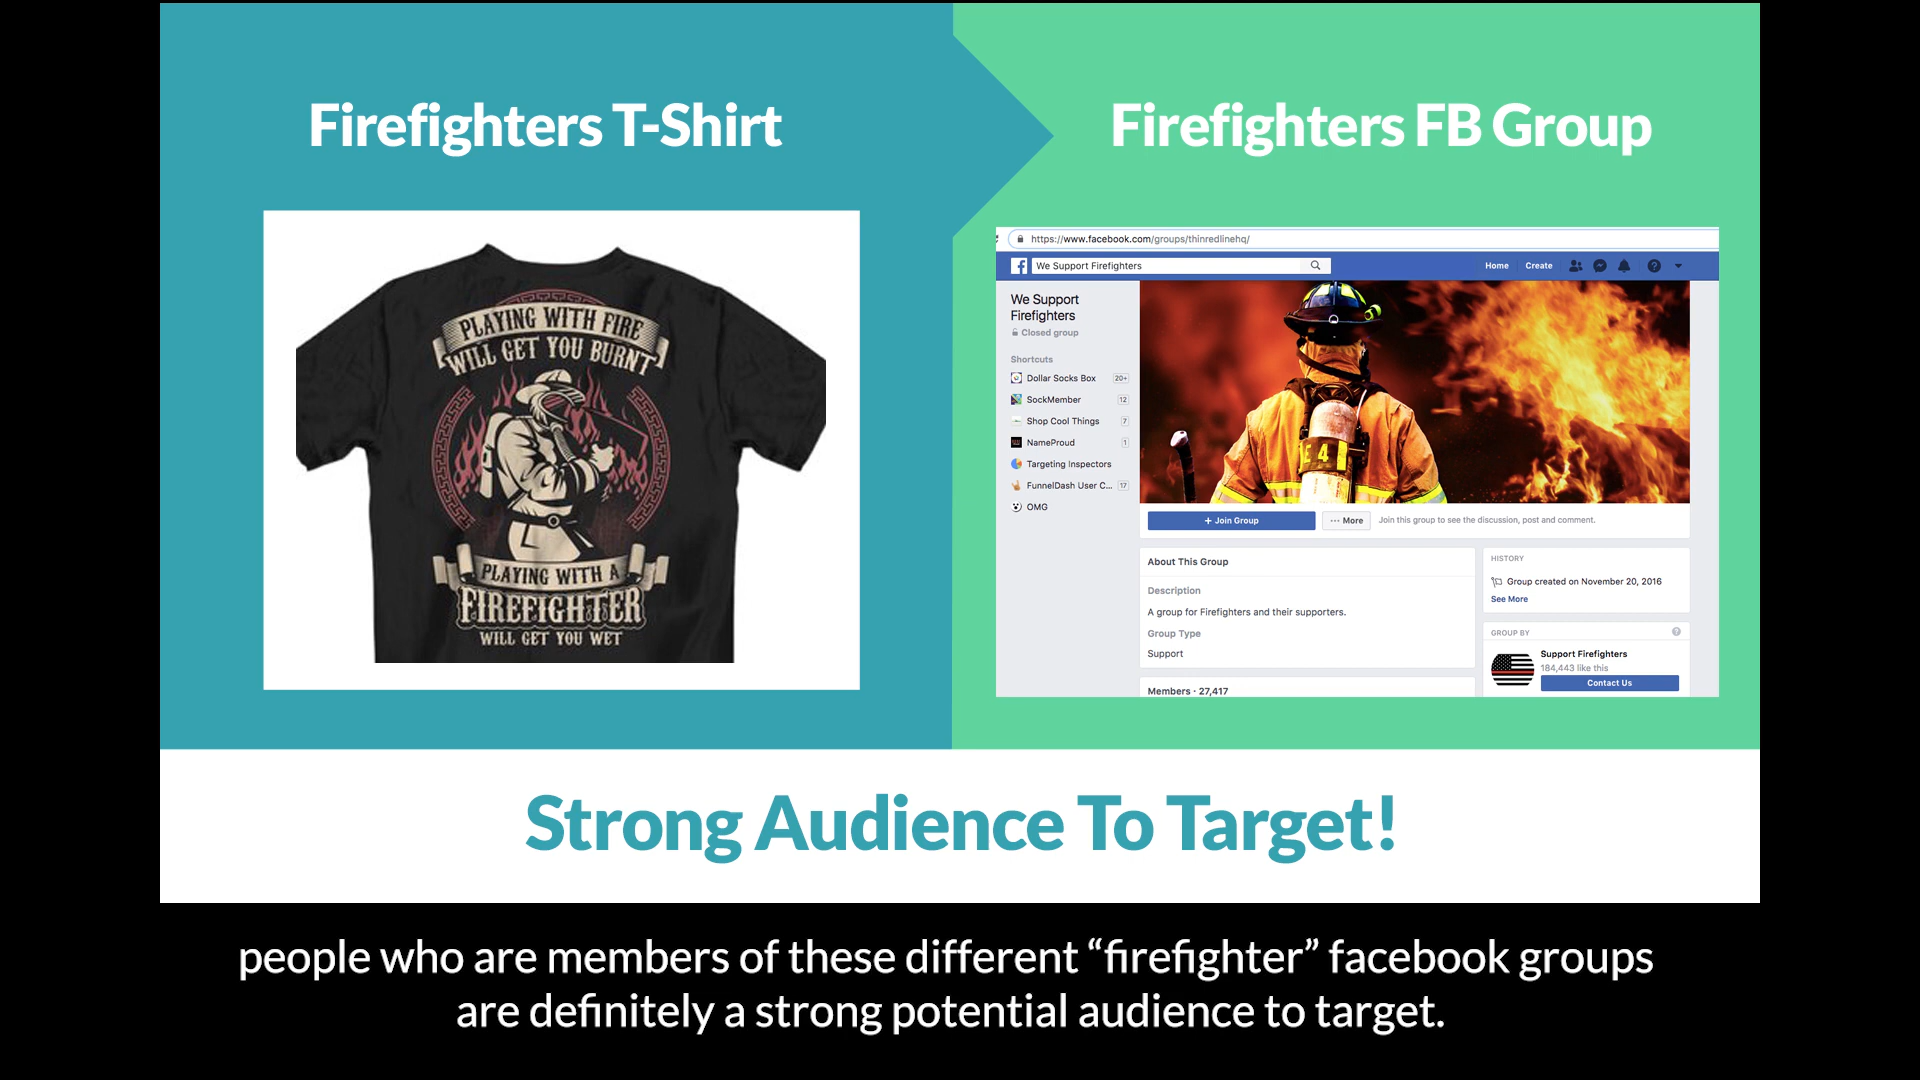 Firefighters T-Shirt
PLAYING WITH FIRE
WILL GET YOU BURNT
PLAYING WITH A
FIREFIGHTER
WILL GET YOU WET
Firefighters FB Group
https://www.facebook.com/groups/thinredlinehq/
We Support Firefighters
Home
Create
We Support
Firefighters
Closed group
Shortcuts
Dollar Socks Box 20+
SockMember 12
Shop Cool Things 7
NameProud 1
Targeting Inspectors
FunnelDash User C... 17
OMG
E 4
+ Join Group
··· More
Join this group to see the discussion, post and comment.
About This Group
Description
A group for Firefighters and their supporters.
Group Type
Support
Members · 27,417
HISTORY
Group created on November 20, 2016
See More
GROUP BY
Support Firefighters
184,443 like this
Contact Us
Strong Audience To Target!
people who are members of these different “firefighter” facebook groups
are definitely a strong potential audience to target.